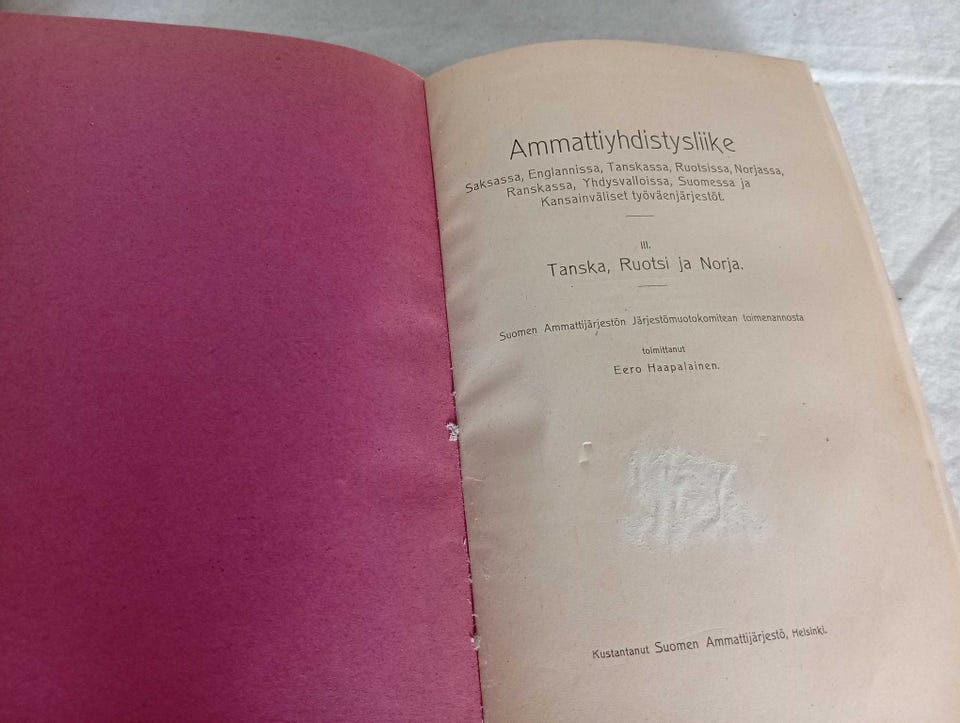 Ammattiyhdistysliike
Saksassa, Englannissa, Tanskassa, Ruotsissa, Norjassa,
Ranskassa, Yhdysvalloissa, Suomessa ja
Kansainväliset työväenjärjestöt.
III.
Tanska, Ruotsi ja Norja.
Suomen Ammattijärjestön Järjestömuotokomitean toimenannosta
toimittanut
Eero Haapalainen.
Kustantanut Suomen Ammattijärjestö, Helsinki.